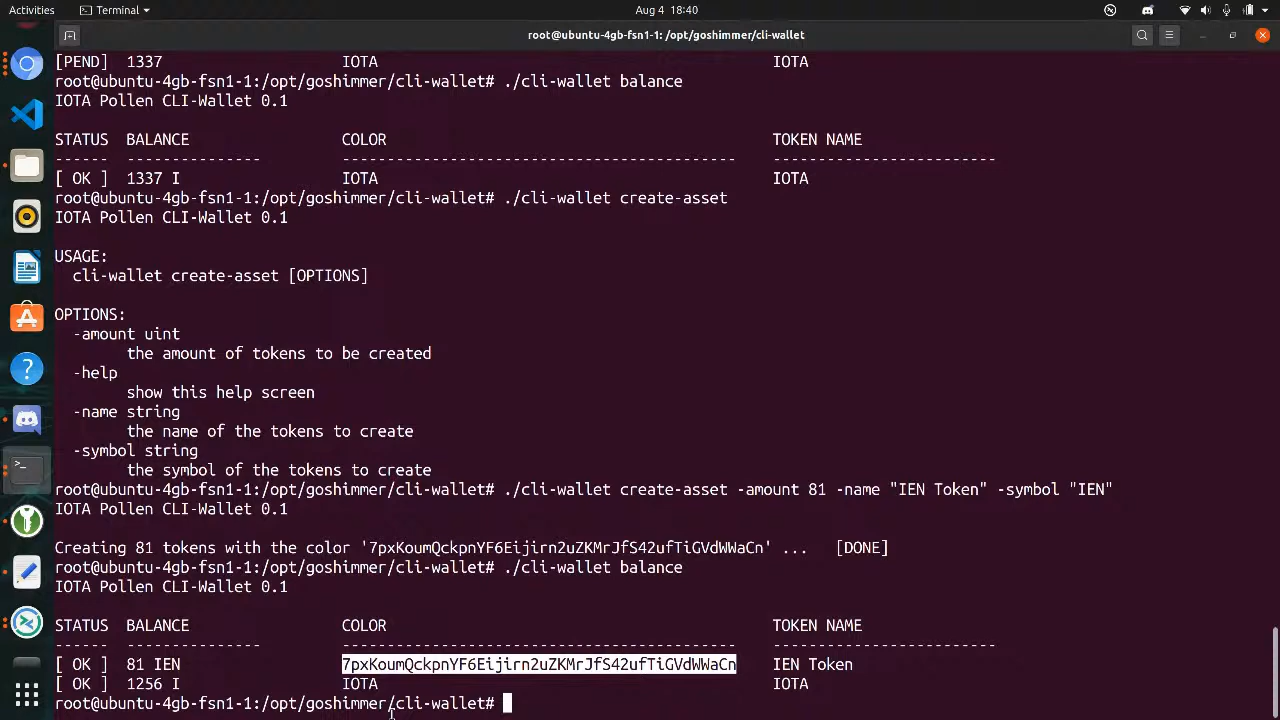 Activities Terminal Aug 4 18:40
root@ubuntu-4gb-fsn1-1: /opt/goshimmer/cli-wallet
[PEND] 1337 IOTA IOTA
root@ubuntu-4gb-fsn1-1:/opt/goshimmer/cli-wallet# ./cli-wallet balance
IOTA Pollen CLI-Wallet 0.1
STATUS BALANCE COLOR TOKEN NAME
------ --------------- -------------------------------------------- -------------------------
[ OK ] 1337 I IOTA IOTA
root@ubuntu-4gb-fsn1-1:/opt/goshimmer/cli-wallet# ./cli-wallet create-asset
IOTA Pollen CLI-Wallet 0.1
USAGE:
cli-wallet create-asset [OPTIONS]
OPTIONS:
-amount uint
the amount of tokens to be created
-help
show this help screen
-name string
the name of the tokens to create
-symbol string
the symbol of the tokens to create
root@ubuntu-4gb-fsn1-1:/opt/goshimmer/cli-wallet# ./cli-wallet create-asset -amount 81 -name "IEN Token" -symbol "IEN"
IOTA Pollen CLI-Wallet 0.1
Creating 81 tokens with the color '7pxKoumQckpnYF6Eijirn2uZKMrJfS42ufTiGVdWWaCn' ... [DONE]
root@ubuntu-4gb-fsn1-1:/opt/goshimmer/cli-wallet# ./cli-wallet balance
IOTA Pollen CLI-Wallet 0.1
STATUS BALANCE COLOR TOKEN NAME
------ --------------- -------------------------------------------- -------------------------
[ OK ] 81 IEN 7pxKoumQckpnYF6Eijirn2uZKMrJfS42ufTiGVdWWaCn IEN Token
[ OK ] 1256 I IOTA IOTA
root@ubuntu-4gb-fsn1-1:/opt/goshimmer/cli-wallet#